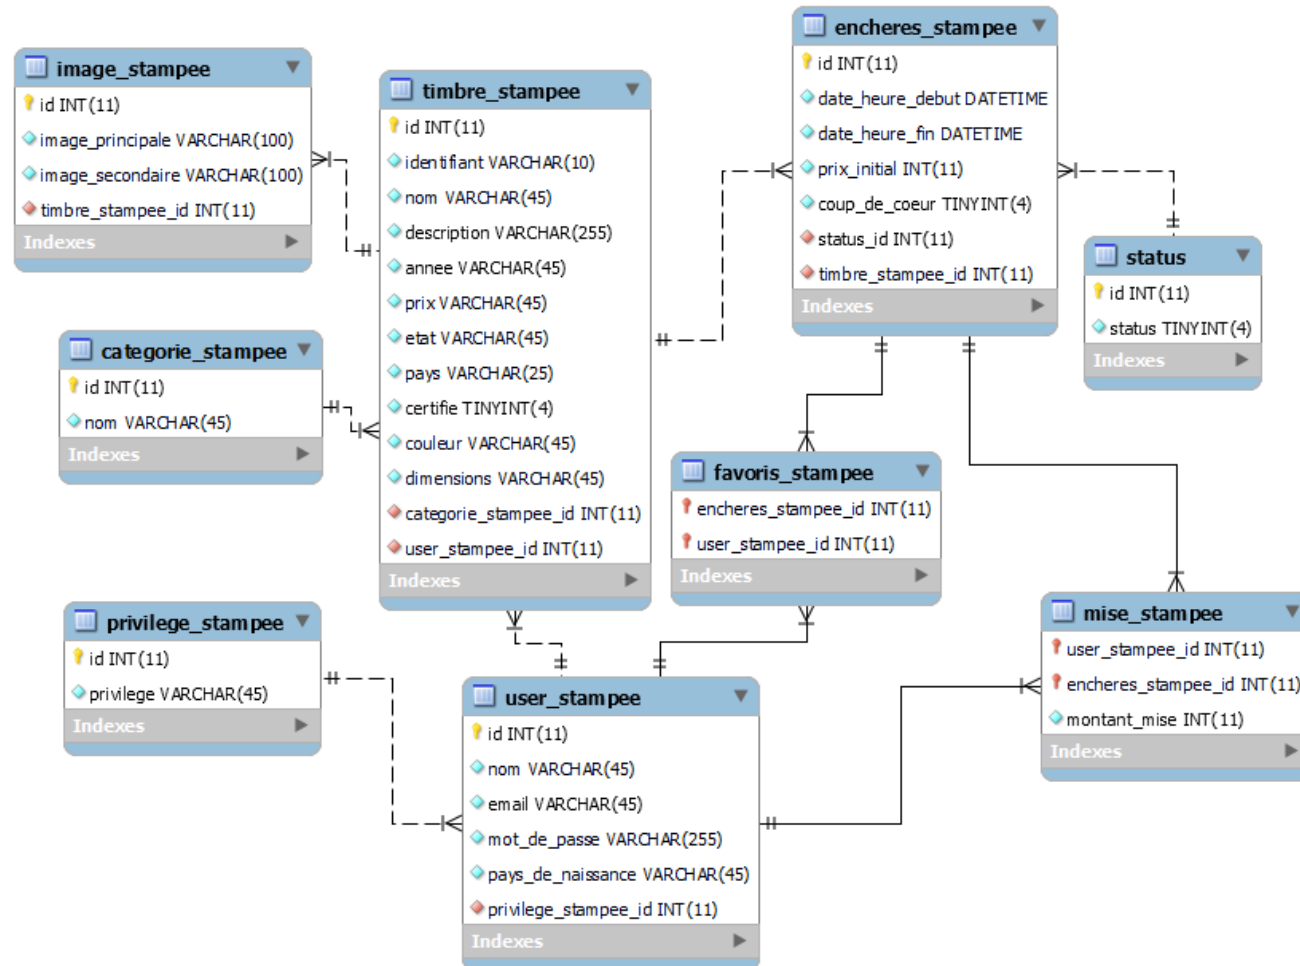 image_stampee
id INT(11)
image_principale VARCHAR(100)
image_secondaire VARCHAR(100)
timbre_stampee_id INT(11)
Indexes
timbre_stampee
id INT(11)
identifiant VARCHAR(10)
nom VARCHAR(45)
description VARCHAR(255)
annee VARCHAR(45)
prix VARCHAR(45)
etat VARCHAR(45)
pays VARCHAR(25)
certifie TINYINT(4)
couleur VARCHAR(45)
dimensions VARCHAR(45)
categorie_stampee_id INT(11)
user_stampee_id INT(11)
Indexes
encheres_stampee
id INT(11)
date_heure_debut DATETIME
date_heure_fin DATETIME
prix_initial INT(11)
coup_de_coeur TINYINT(4)
status_id INT(11)
timbre_stampee_id INT(11)
Indexes
status
id INT(11)
status TINYINT(4)
Indexes
categorie_stampee
id INT(11)
nom VARCHAR(45)
Indexes
favoris_stampee
encheres_stampee_id INT(11)
user_stampee_id INT(11)
Indexes
privilege_stampee
id INT(11)
privilege VARCHAR(45)
Indexes
user_stampee
id INT(11)
nom VARCHAR(45)
email VARCHAR(45)
mot_de_passe VARCHAR(255)
pays_de_naissance VARCHAR(45)
privilege_stampee_id INT(11)
Indexes
mise_stampee
user_stampee_id INT(11)
encheres_stampee_id INT(11)
montant_mise INT(11)
Indexes